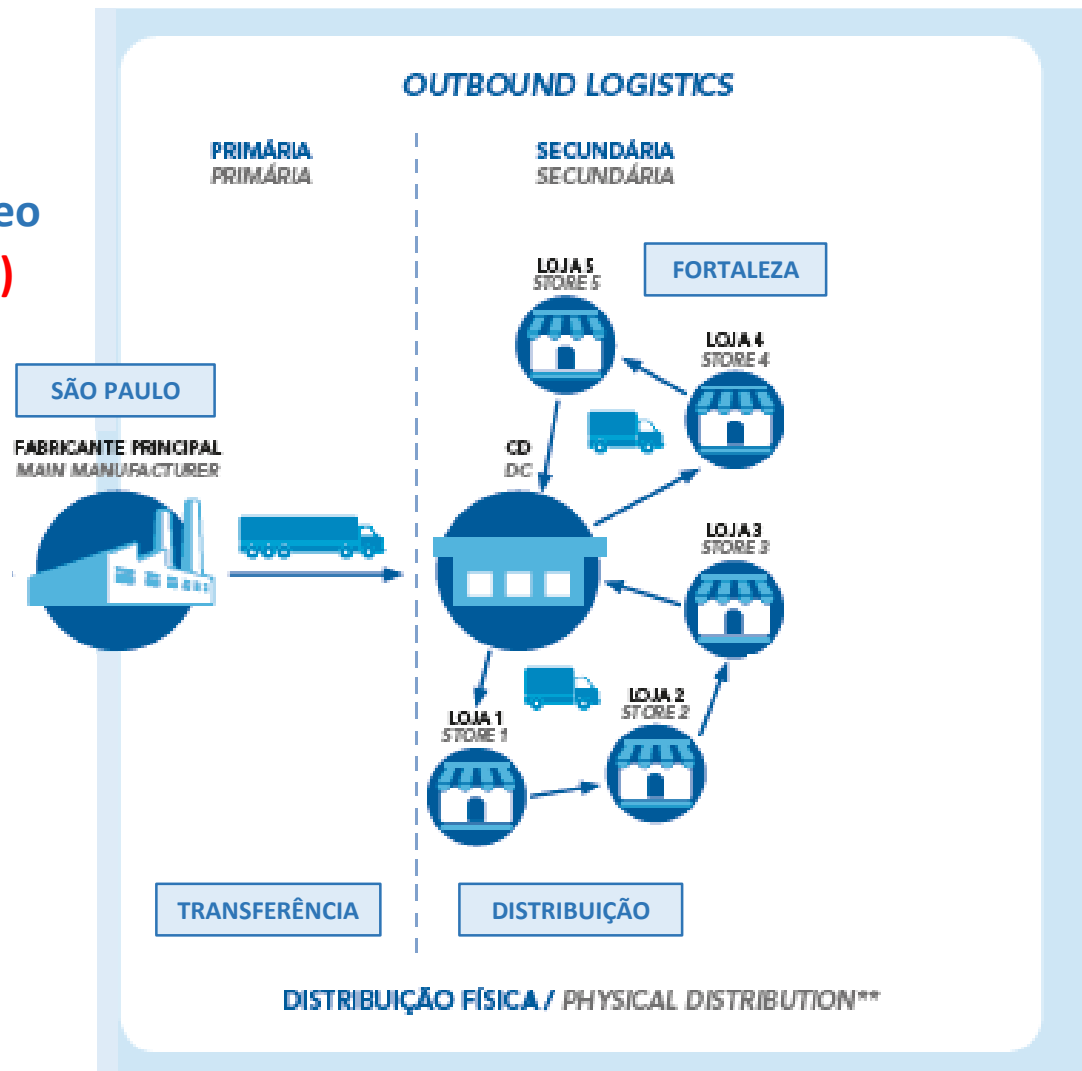 OUTBOUND LOGISTICS
PRIMÁRIA
PRIMÁRIA
SECUNDÁRIA
SECUNDÁRIA
eo
)
LOJA 5
STORE 5
FORTALEZA
LOJA 4
STORE 4
SÃO PAULO
FABRICANTE PRINCIPAL
MAIN MANUFACTURER
CD
DC
LOJA 3
STORE 3
LOJA 2
STORE 2
LOJA 1
STORE 1
TRANSFERÊNCIA
DISTRIBUIÇÃO
DISTRIBUIÇÃO FÍSICA / PHYSICAL DISTRIBUTION**